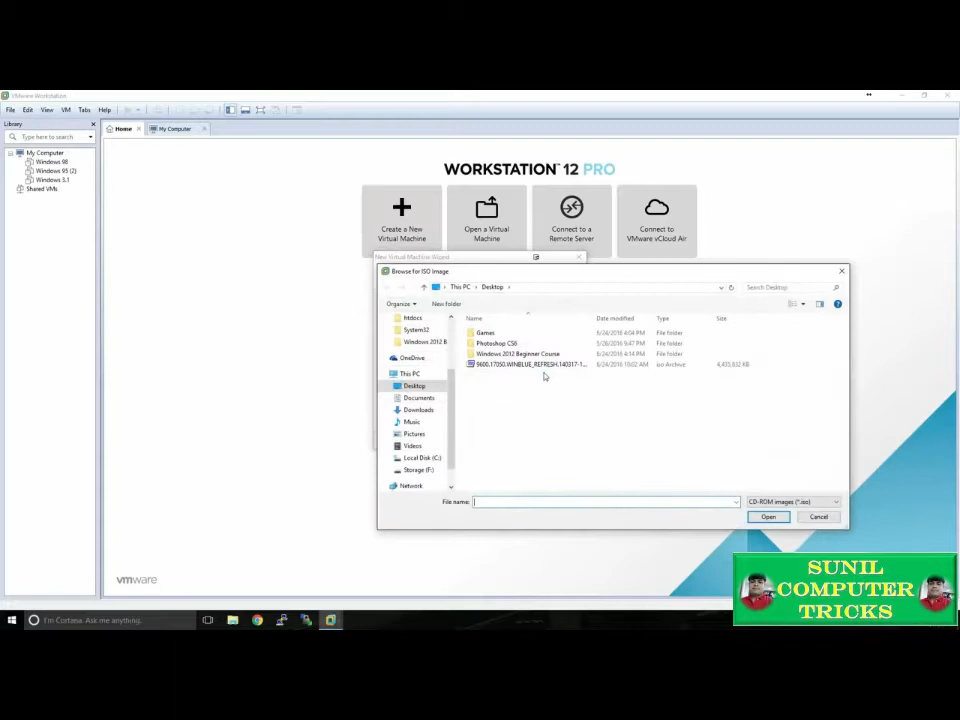 VMware Workstation
File Edit View VM Tabs Help
Library
Type here to search
My Computer
Windows 98
Windows 95 (2)
Windows 3.1
Shared VMs
Home
My Computer
WORKSTATION™ 12 PRO
Create a New
Virtual Machine
Open a Virtual
Machine
Connect to a
Remote Server
Connect to
VMware vCloud Air
New Virtual Machine Wizard
Browse for ISO Image
This PC › Desktop ›
Search Desktop
Organize
New folder
htdocs
System32
Windows 2012 B
OneDrive
This PC
Desktop
Documents
Downloads
Music
Pictures
Videos
Local Disk (C:)
Storage (F:)
Network
Name Date modified Type Size
Games 6/24/2016 4:04 PM File folder
Photoshop CS6 5/28/2016 9:47 PM File folder
Windows 2012 Beginner Course 6/24/2016 4:14 PM File folder
9600.17050.WINBLUE_REFRESH.140317-1... 6/24/2016 10:02 AM iso Archive 4,435,632 KB
File name:
CD-ROM images (*.iso)
Open
Cancel
vmware
SUNIL
COMPUTER
TRICKS
I'm Cortana. Ask me anything.